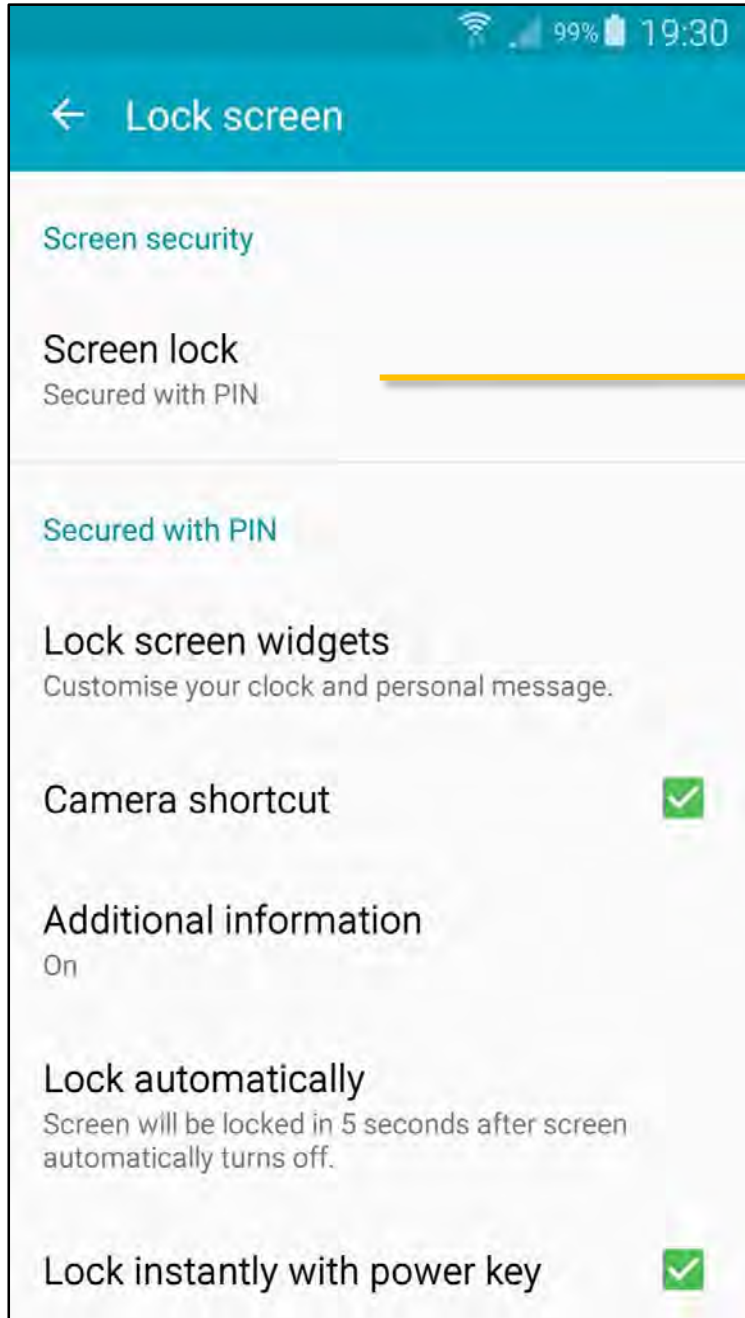 99% 19:30
Lock screen
Screen security
Screen lock
Secured with PIN
Secured with PIN
Lock screen widgets
Customise your clock and personal message.
Camera shortcut
Additional information
On
Lock automatically
Screen will be locked in 5 seconds after screen
automatically turns off.
Lock instantly with power key